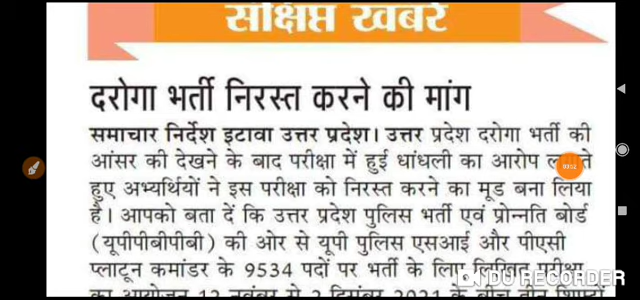 संक्षिप्त खबरें
दरोगा भर्ती निरस्त करने की मांग
समाचार निर्देश इटावा उत्तर प्रदेश। उत्तर प्रदेश दरोगा भर्ती की
आंसर की देखने के बाद परीक्षा में हुई धांधली का आरोप
हुए अभ्यर्थियों ने इस परीक्षा को निरस्त करने का मूड बना लिया
है। आपको बता दें कि उत्तर प्रदेश पुलिस भर्ती एवं प्रोन्नति बोर्ड
(यूपीपीबीपीबी) की ओर से यूपी पुलिस एसआई और पीएसी
प्लाटून कमांडर के 9534 पदों पर भर्ती के लिए लिखित परीक्षा
DU RECORDER